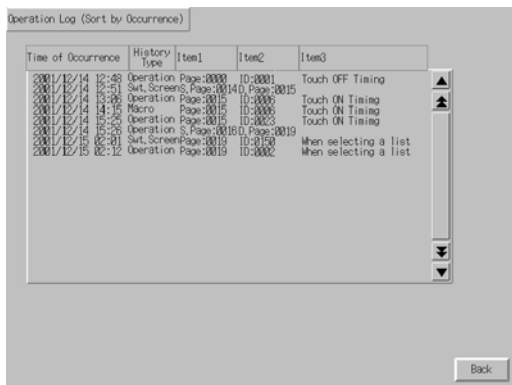 Operation Log (Sort by Occurrence)
Time of Occurrence History Type Item1 Item2 Item3
2001/12/14 12:48 Operation Page:0000 ID:0001 Touch OFF Timing
2001/12/14 12:51 Swt.Screen S.Page:0014 D.Page:0015
2001/12/14 13:06 Operation Page:0015 ID:0006 Touch ON Timimg
2001/12/14 14:15 Macro Page:0015 ID:0006 Touch ON Timimg
2001/12/14 15:25 Operation Page:0015 ID:0023 Touch ON Timimg
2001/12/14 15:26 Operation S.Page:0016 D.Page:0019
2001/12/15 02:01 Swt.Screen Page:0019 ID:0150 When selecting a list
2001/12/15 02:12 Operation Page:0019 ID:0002 When selecting a list
Back